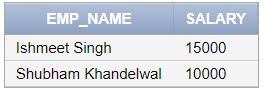 EMP_NAME SALARY
Ishmeet Singh 15000
Shubham Khandelwal 10000